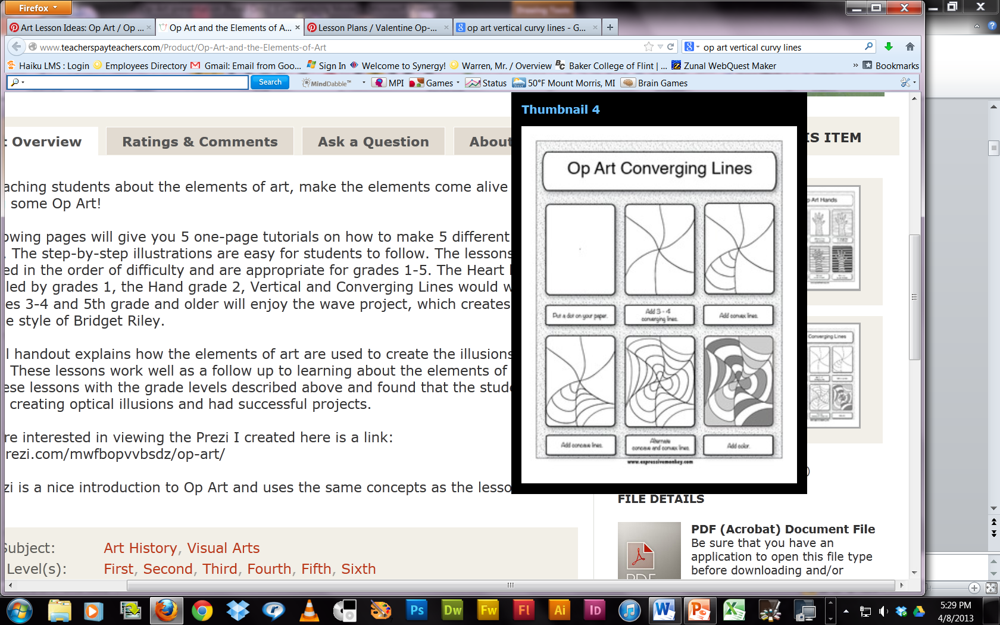 Firefox
Art Lesson Ideas: Op Art / Op ...
Op Art and the Elements of A...
Lesson Plans / Valentine Op-...
op art vertical curvy lines - G...
www.teacherspayteachers.com/Product/Op-Art-and-the-Elements-of-Art
op art vertical curvy lines
Haiku LMS : Login
Employees Directory
Gmail: Email from Goo...
Sign In
Welcome to Synergy!
Warren, Mr. / Overview
Baker College of Flint | ...
Zunal WebQuest Maker
Bookmarks
Search
MindDabble™
MPI
Games
Status
50°F Mount Morris, MI
Brain Games
: Overview
Ratings & Comments
Ask a Question
About
IS ITEM
aching students about the elements of art, make the elements come alive
some Op Art!
owing pages will give you 5 one-page tutorials on how to make 5 different
. The step-by-step illustrations are easy for students to follow. The lessons
ed in the order of difficulty and are appropriate for grades 1-5. The Heart
led by grades 1, the Hand grade 2, Vertical and Converging Lines would w
es 3-4 and 5th grade and older will enjoy the wave project, which creates
e style of Bridget Riley.
l handout explains how the elements of art are used to create the illusions
These lessons work well as a follow up to learning about the elements of
ese lessons with the grade levels described above and found that the stude
creating optical illusions and had successful projects.
re interested in viewing the Prezi I created here is a link:
rezi.com/mwfbopvvbsdz/op-art/
zi is a nice introduction to Op Art and uses the same concepts as the lesso
Subject:
Art History, Visual Arts
Level(s):
First, Second, Third, Fourth, Fifth, Sixth
Thumbnail 4
Op Art Converging Lines
Put a dot on your paper.
Add 3 - 4
converging lines.
Add convex lines.
Add concave lines.
Alternate
concave and convex lines.
Add color.
www.expressivemonkey.com
p Art Hands
Converging Lines
)
FILE DETAILS
PDF (Acrobat) Document File
Be sure that you have an
application to open this file type
before downloading and/or
PDF
Ps
Dw
Fw
Fl
Ai
Id
5:29 PM
4/8/2013